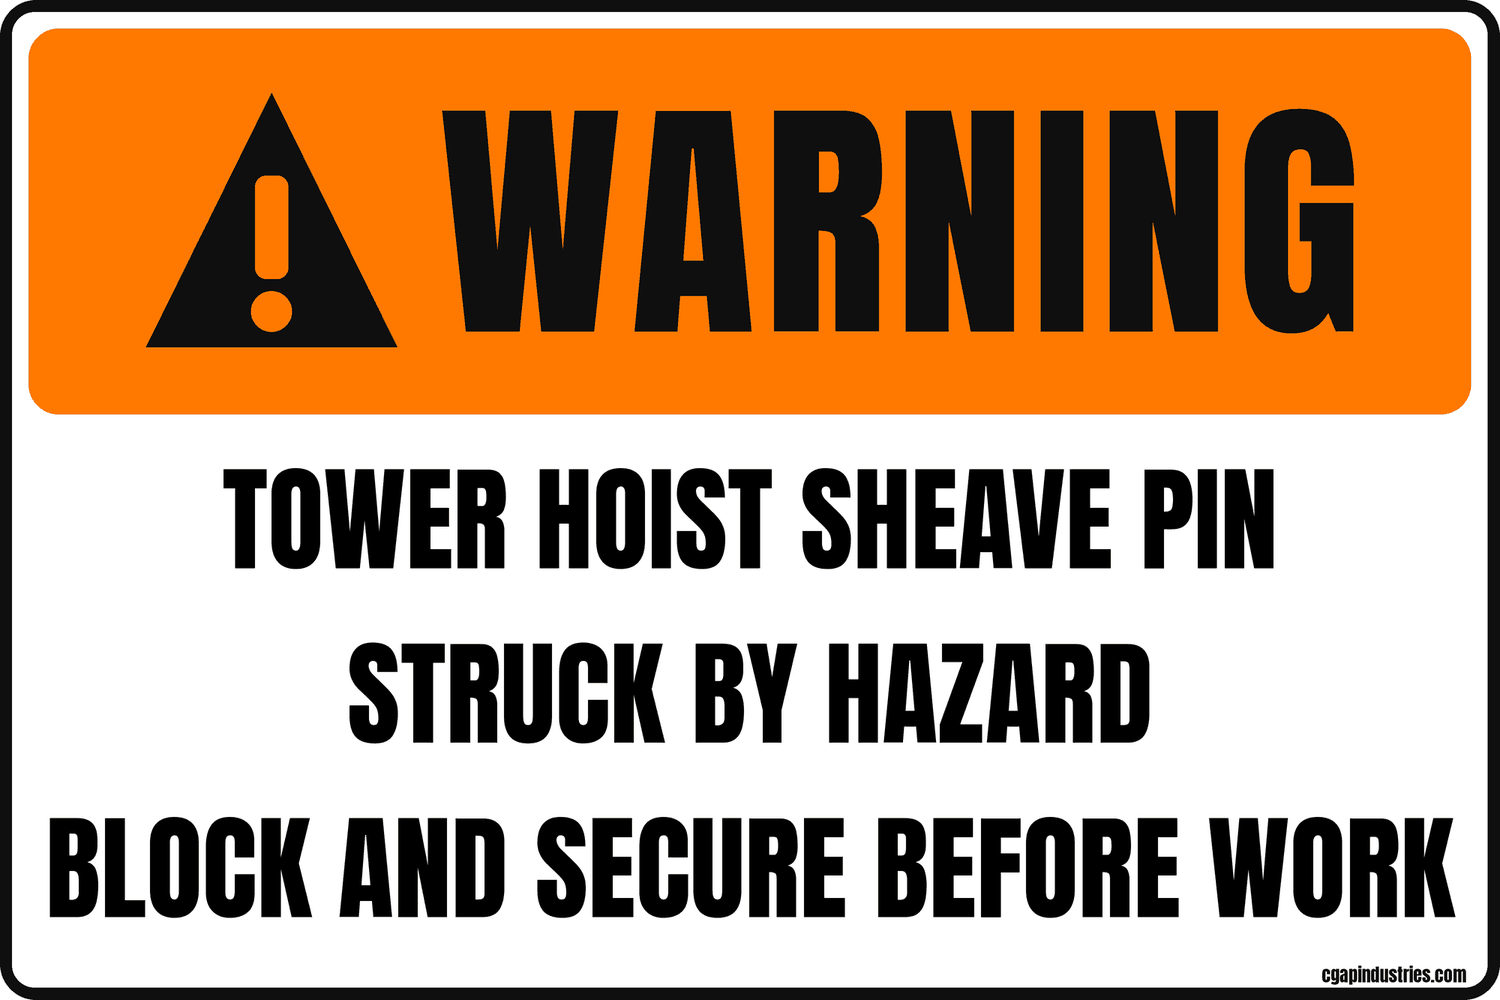 WARNING
TOWER HOIST SHEAVE PIN
STRUCK BY HAZARD
BLOCK AND SECURE BEFORE WORK
cgapindustries.com